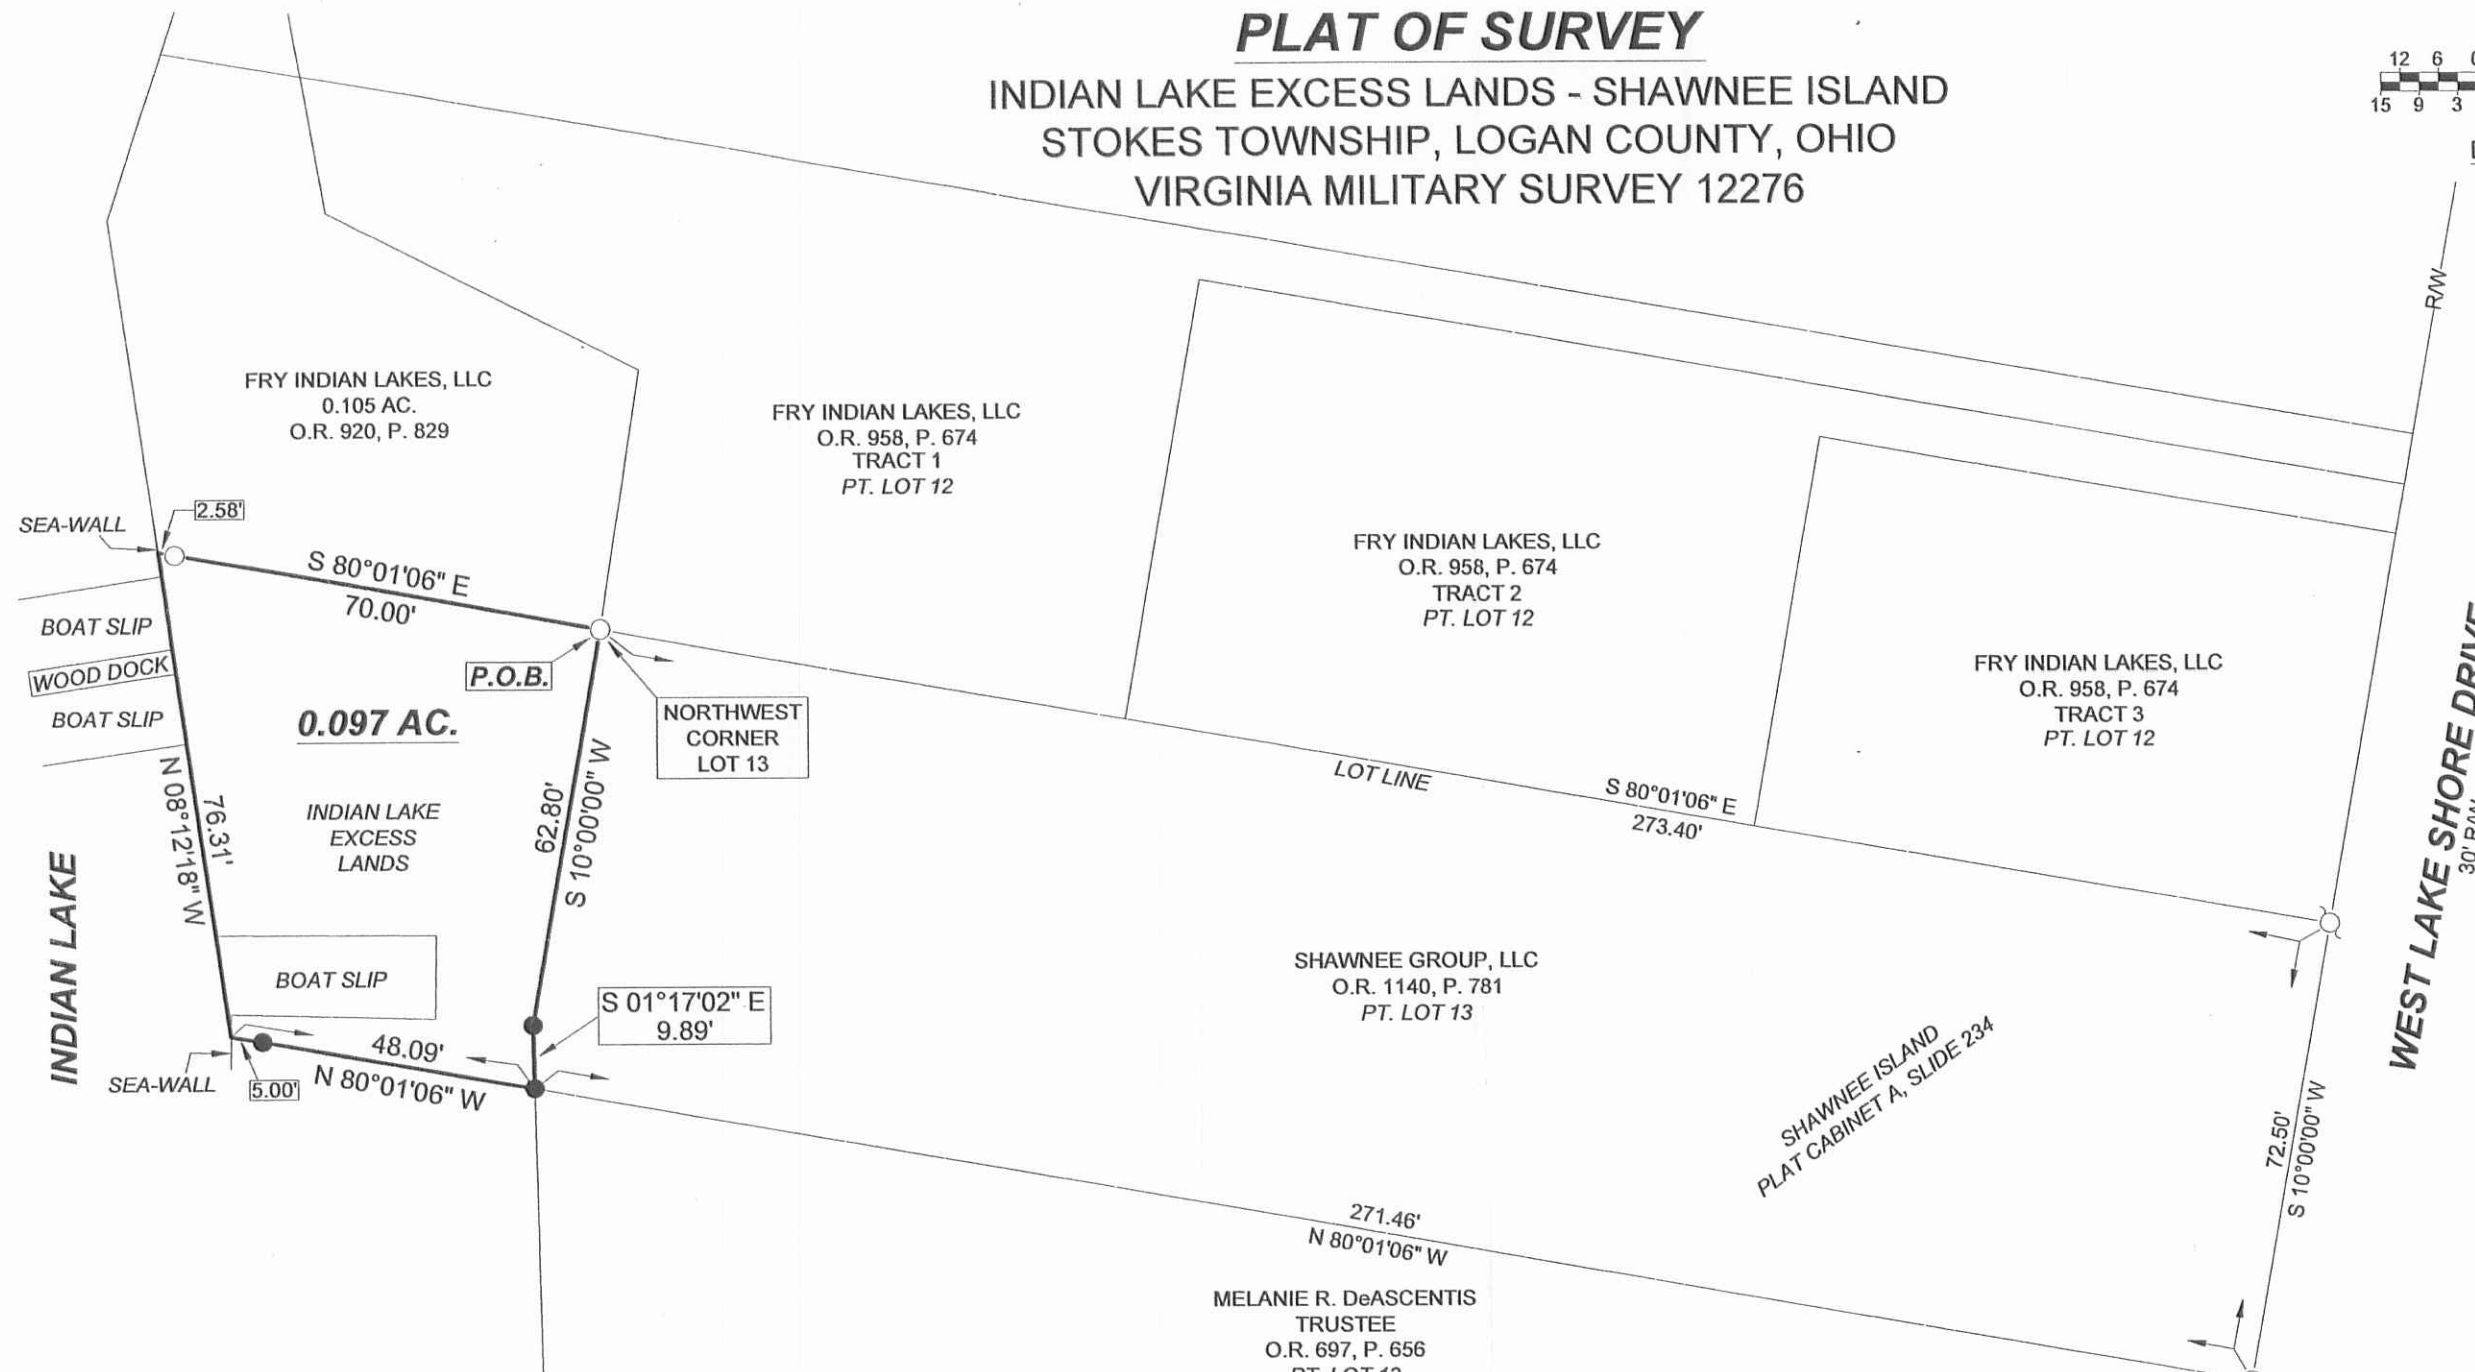 PLAT OF SURVEY
INDIAN LAKE EXCESS LANDS - SHAWNEE ISLAND
STOKES TOWNSHIP, LOGAN COUNTY, OHIO
VIRGINIA MILITARY SURVEY 12276
12 6 0
15 9 3
R/W
FRY INDIAN LAKES, LLC
0.105 AC.
O.R. 920, P. 829
FRY INDIAN LAKES, LLC
O.R. 958, P. 674
TRACT 1
PT. LOT 12
FRY INDIAN LAKES, LLC
O.R. 958, P. 674
TRACT 2
PT. LOT 12
FRY INDIAN LAKES, LLC
O.R. 958, P. 674
TRACT 3
PT. LOT 12
SEA-WALL
2.58'
S 80°01'06" E
70.00'
BOAT SLIP
WOOD DOCK
BOAT SLIP
P.O.B.
NORTHWEST
CORNER
LOT 13
0.097 AC.
INDIAN LAKE
EXCESS
LANDS
N 08°12'18" W
76.31'
62.80'
S 10°00'00" W
LOT LINE
S 80°01'06" E
273.40'
WEST LAKE SHORE DRIVE
30' R/W
INDIAN LAKE
BOAT SLIP
S 01°17'02" E
9.89'
SHAWNEE GROUP, LLC
O.R. 1140, P. 781
PT. LOT 13
48.09'
N 80°01'06" W
SEA-WALL
5.00'
SHAWNEE ISLAND
PLAT CABINET A, SLIDE 234
72.50'
S 10°00'00" W
271.46'
N 80°01'06" W
MELANIE R. DeASCENTIS
TRUSTEE
O.R. 697, P. 656